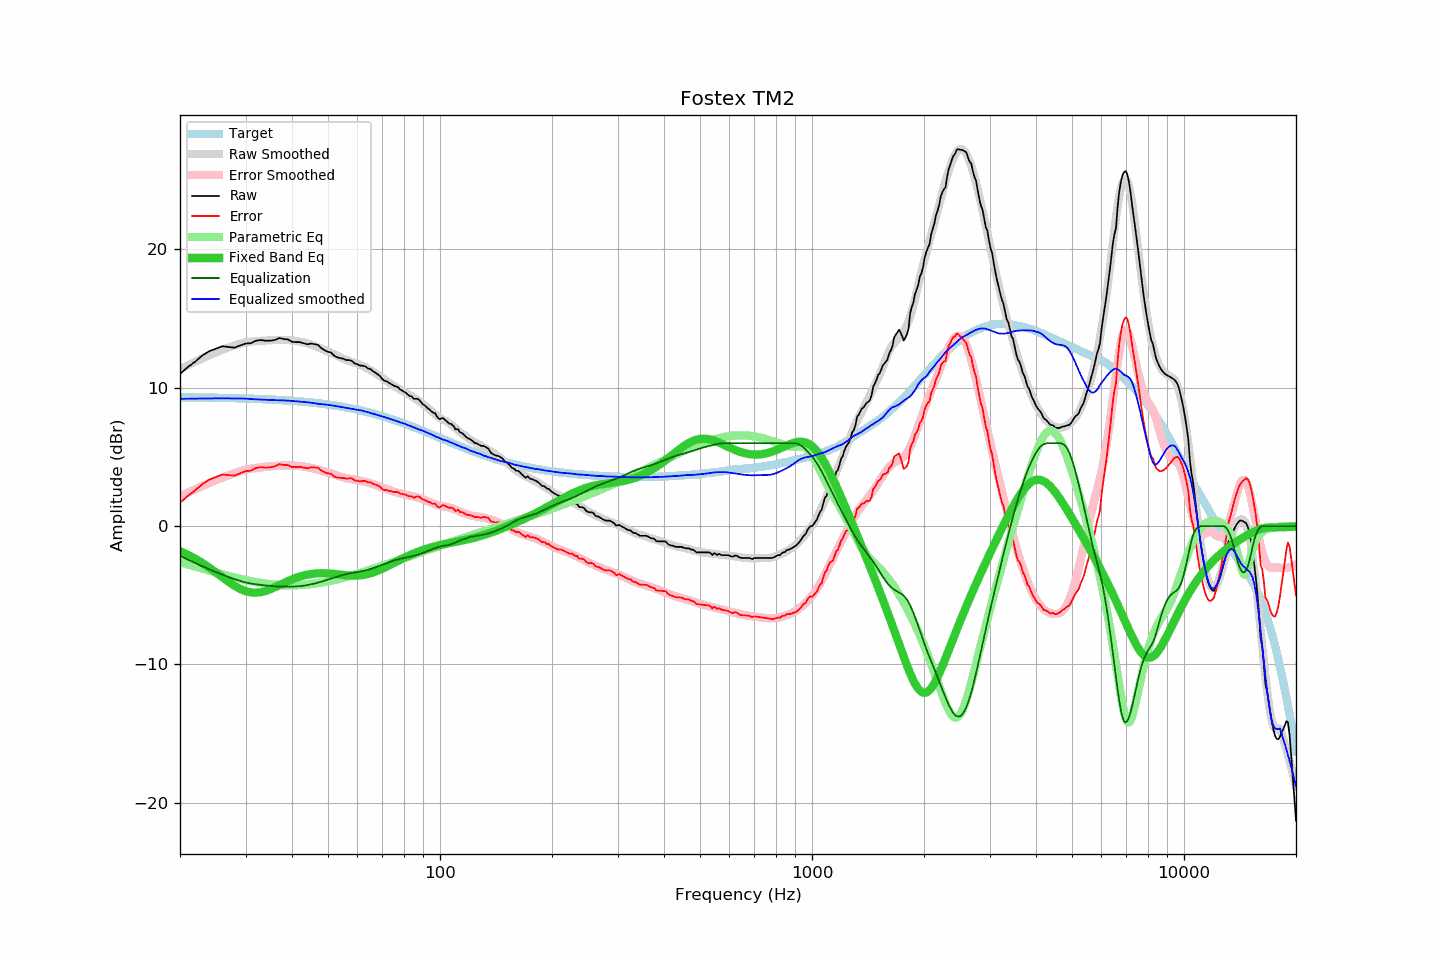 Fostex TM2
Target
Raw Smoothed
Error Smoothed
Raw
Error
Parametric Eq
Fixed Band Eq
Equalization
Equalized smoothed
20
10
0
−10
−20
Amplitude (dBr)
100
1000
10000
Frequency (Hz)